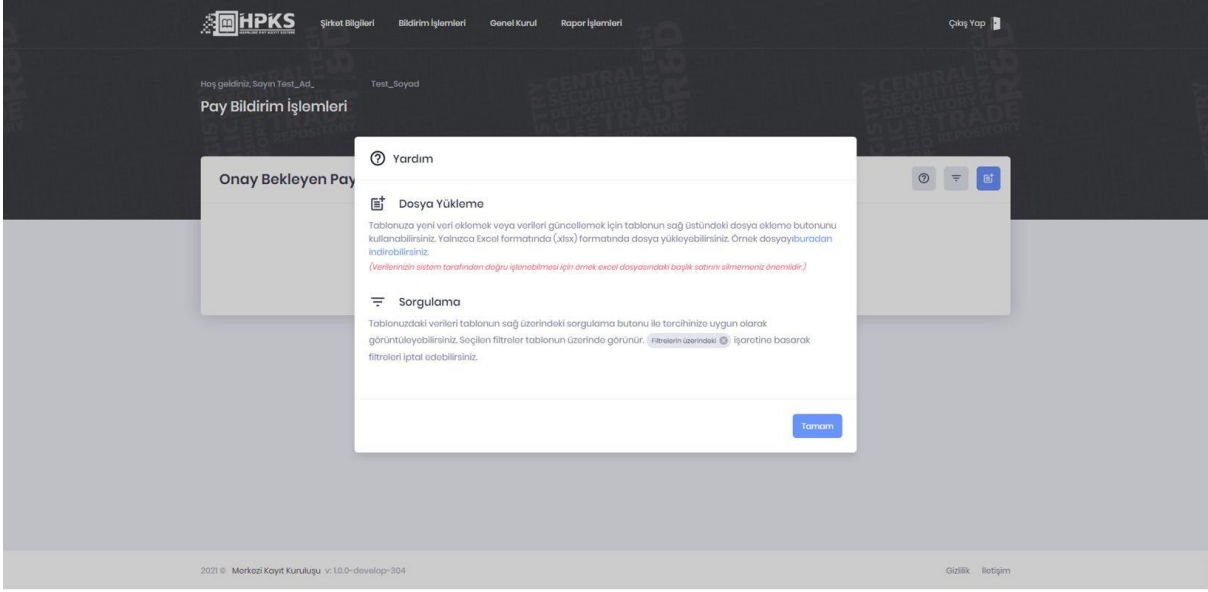 HPKS
Şirket Bilgileri Bildirim İşlemleri Genel Kurul Rapor İşlemleri Çıkış Yap
Hoş geldiniz, Sayın Test_Ad_ Test_Soyad
Pay Bildirim İşlemleri
Onay Bekleyen Pay
Yardım
Dosya Yükleme
Tablonuza yeni veri eklemek veya verileri güncellemek için tablonun sağ üstündeki dosya ekleme butonunu
kullanabilirsiniz. Yalnızca Excel formatında (.xlsx) formatında dosya yükleyebilirsiniz. Örnek dosyayıburadan
indirebilirsiniz.
(Verilerinizin sistem tarafından doğru işlenebilmesi için örnek excel dosyasındaki başlık satırını silmemeniz önemlidir.)
Sorgulama
Tablonuzdaki verileri tablonun sağ üzerindeki sorgulama butonu ile tercihinize uygun olarak
görüntüleyebilirsiniz. Seçilen filtreler tablonun üzerinde görünür. Filtrelerin üzerindeki işaretine basarak
filtreleri iptal edebilirsiniz.
Tamam
2021 © Merkezi Kayıt Kuruluşu v: 1.0.0-develop-304 Gizlilik İletişim